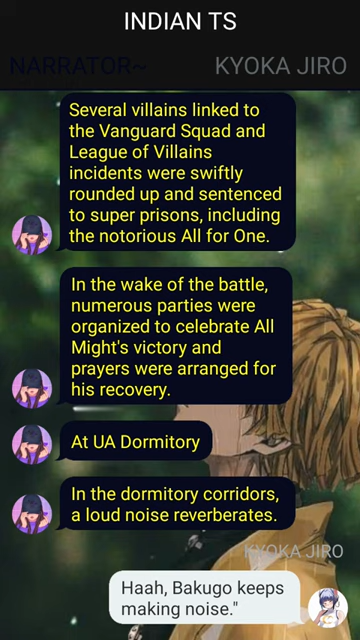 INDIAN TS
NARRATOR~ KYOKA JIRO
Several villains linked to
the Vanguard Squad and
League of Villains
incidents were swiftly
rounded up and sentenced
to super prisons, including
the notorious All for One.
In the wake of the battle,
numerous parties were
organized to celebrate All
Might's victory and
prayers were arranged for
his recovery.
At UA Dormitory
In the dormitory corridors,
a loud noise reverberates.
KYOKA JIRO
Haah, Bakugo keeps
making noise."